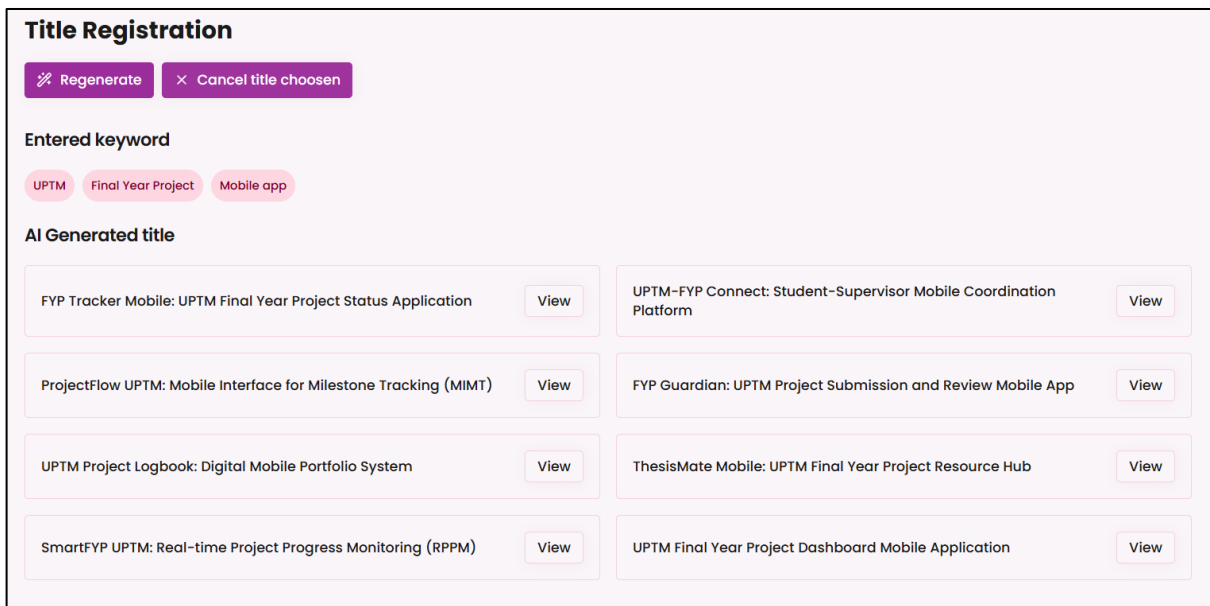 Title Registration
Regenerate
Cancel title choosen
Entered keyword
UPTM
Final Year Project
Mobile app
AI Generated title
FYP Tracker Mobile: UPTM Final Year Project Status Application
View
UPTM-FYP Connect: Student-Supervisor Mobile Coordination
Platform
View
ProjectFlow UPTM: Mobile Interface for Milestone Tracking (MIMT)
View
FYP Guardian: UPTM Project Submission and Review Mobile App
View
UPTM Project Logbook: Digital Mobile Portfolio System
View
ThesisMate Mobile: UPTM Final Year Project Resource Hub
View
SmartFYP UPTM: Real-time Project Progress Monitoring (RPPM)
View
UPTM Final Year Project Dashboard Mobile Application
View